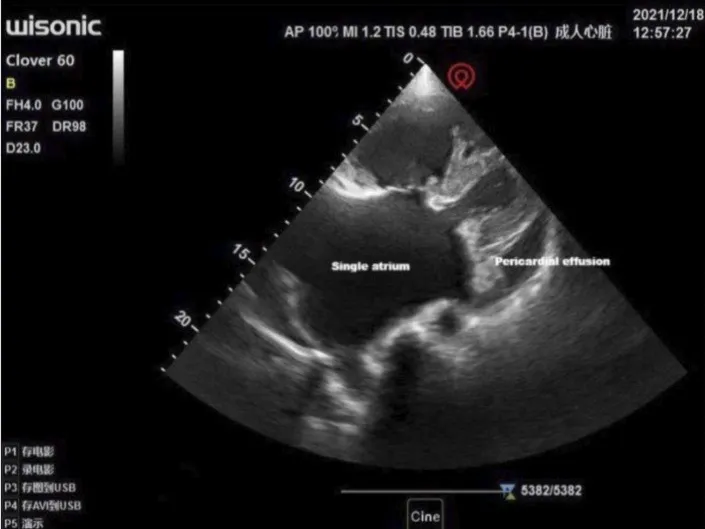 wisonic
2021/12/18
AP 100% MI 1.2 TIS 0.48 TIB 1.66 P4-1(B) 成人心脏
12:57:27
Clover 60
B
FH4.0 G100
FR37 DR98
D23.0
0
5
10
15
20
Single atrium
Pericardial effusion
P1 存电影
P2 录电影
P3 存图到USB
P4 存AVI到USB
P5 演示
5382/5382
Cine